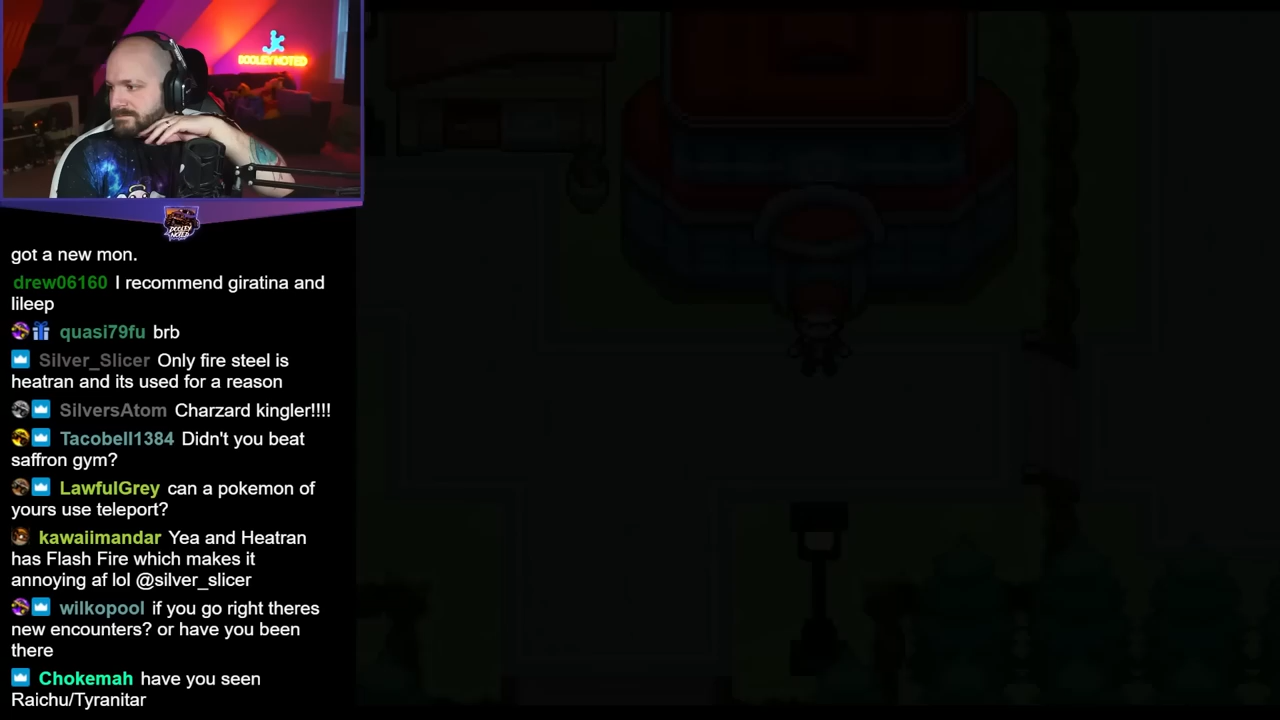 DOOLEY NOTED
DOOLEY
NOTED
got a new mon.
drew06160 I recommend giratina and
lileep
quasi79fu brb
Silver_Slicer Only fire steel is
heatran and its used for a reason
SilversAtom Charzard kingler!!!!
Tacobell1384 Didn't you beat
saffron gym?
LawfulGrey can a pokemon of
yours use teleport?
kawaiimandar Yea and Heatran
has Flash Fire which makes it
annoying af lol @silver_slicer
wilkopool if you go right theres
new encounters? or have you been
there
Chokemah have you seen
Raichu/Tyranitar